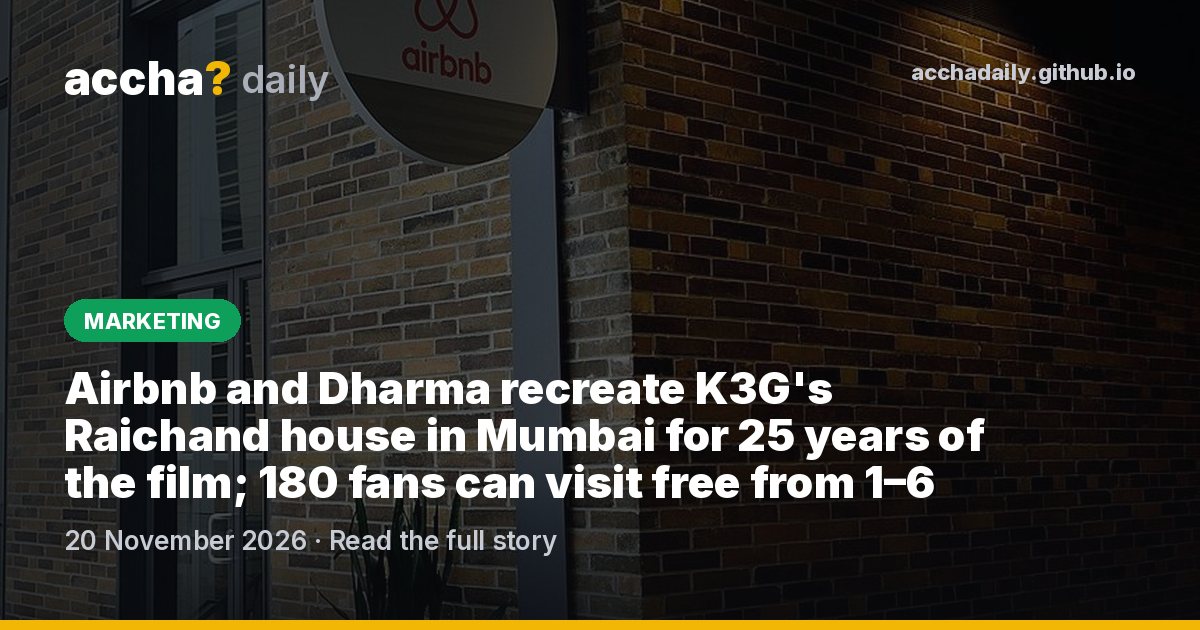 airbnb
accha? daily
acchadaily.github.io
MARKETING
Airbnb and Dharma recreate K3G's
Raichand house in Mumbai for 25 years of
the film; 180 fans can visit free from 1–6
20 November 2026 · Read the full story